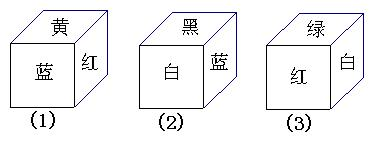 黄
蓝 红
(1)
黑
白 蓝
(2)
绿
红 白
(3)